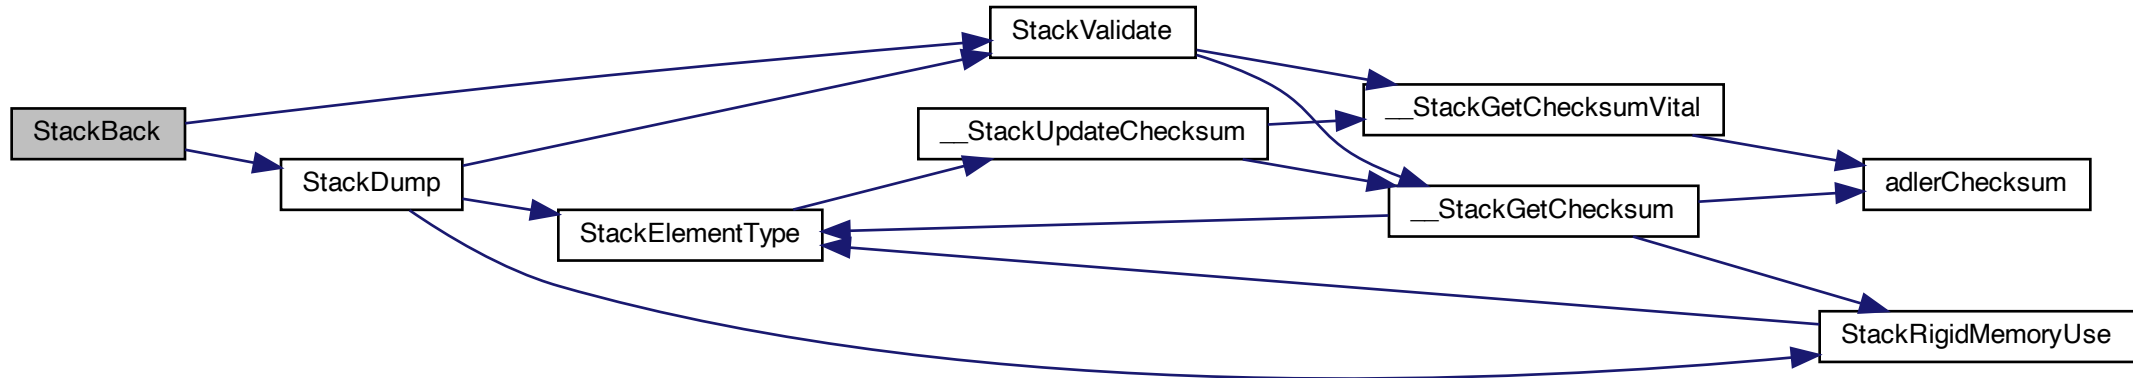 StackValidate
__StackGetChecksumVital
StackBack
__StackUpdateChecksum
StackDump
adlerChecksum
__StackGetChecksum
StackElementType
StackRigidMemoryUse